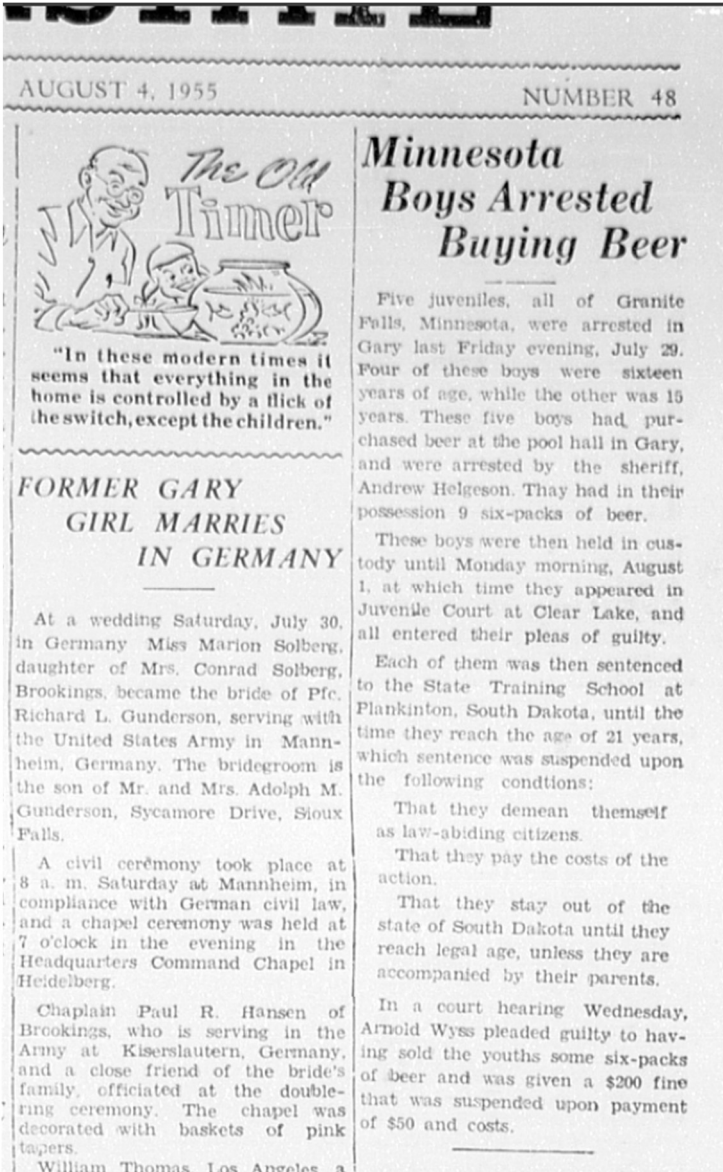 AUGUST 4, 1955
NUMBER 48
The Old
Timer
"In these modern times it
seems that everything in the
home is controlled by a flick of
the switch, except the children."
FORMER GARY
GIRL MARRIES
IN GERMANY
At a wedding Saturday, July 30,
in Germany Miss Marion Solberg,
daughter of Mrs. Conrad Solberg,
Brookings, became the bride of Pfc.
Richard L. Gunderson, serving with
the United States Army in Mann-
heim, Germany. The bridegroom is
the son of Mr. and Mrs. Adolph M.
Gunderson, Sycamore Drive, Sioux
Falls.
A civil ceremony took place at
8 a. m. Saturday at Mannheim, in
compliance with German civil law,
and a chapel ceremony was held at
7 o'clock in the evening in the
Headquarters Command Chapel in
Heidelberg.
Chaplain Paul R. Hansen of
Brookings, who is serving in the
Army at Kiserslautern, Germany,
and a close friend of the bride's
family, officiated at the double-
ring ceremony. The chapel was
decorated with baskets of pink
tapers.
William Thomas, Los Angeles, a
Minnesota
Boys Arrested
Buying Beer
Five juveniles, all of Granite
Falls, Minnesota, were arrested in
Gary last Friday evening, July 29.
Four of these boys were sixteen
years of age, while the other was 15
years. These five boys had pur-
chased beer at the pool hall in Gary,
and were arrested by the sheriff,
Andrew Helgeson. Thay had in their
possession 9 six-packs of beer.
These boys were then held in cus-
tody until Monday morning, August
1, at which time they appeared in
Juvenile Court at Clear Lake, and
all entered their pleas of guilty.
Each of them was then sentenced
to the State Training School at
Plankinton, South Dakota, until the
time they reach the age of 21 years,
which sentence was suspended upon
the following condtions:
That they demean themself
as law-abiding citizens.
That they pay the costs of the
action.
That they stay out of the
state of South Dakota until they
reach legal age, unless they are
accompanied by their parents.
In a court hearing Wednesday,
Arnold Wyss pleaded guilty to hav-
ing sold the youths some six-packs
of beer and was given a $200 fine
that was suspended upon payment
of $50 and costs.